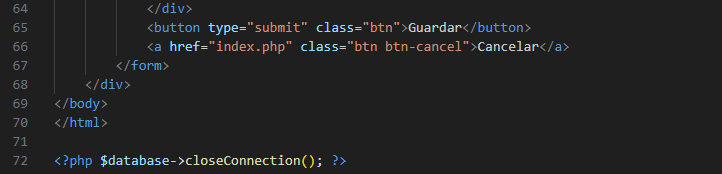 64 </div>
65 <button type="submit" class="btn">Guardar</button>
66 <a href="index.php" class="btn btn-cancel">Cancelar</a>
67 </form>
68 </div>
69 </body>
70 </html>
71
72 <?php $database->closeConnection(); ?>